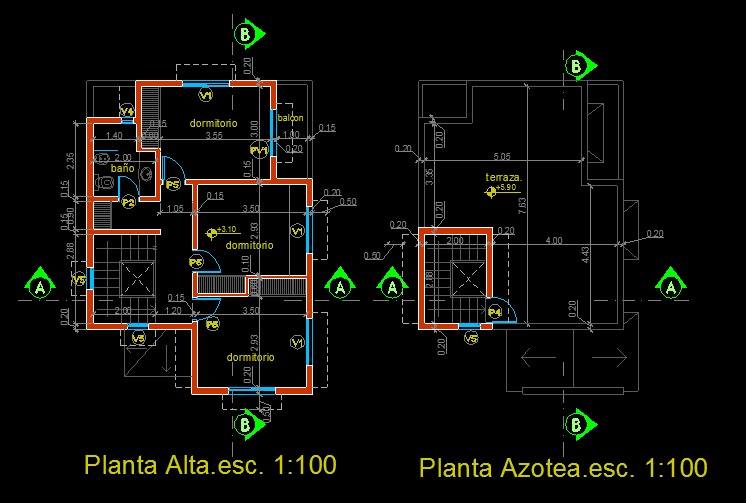 B
B
0.20
0.20
V1
V4
0.15
dormitorio
balcon
1.40
3.55
3.00
1.00
0.15
0.20
PV1
2.35
2.00
baño
P5
0.15
0.15
P2
0.15
0.20
0.50
1.05
3.50
+3.10
dormitorio
2.93
V1
2.88
P6
0.10
V5
A
A
0.15
2.00
1.20
3.50
0.20
P6
V5
2.93
V1
dormitorio
0.20
0.50
B
Planta Alta.esc. 1:100
0.20
0.20
5.05
3.35
terraza.
+5.90
7.63
0.20
0.20
0.20
2.00
4.00
0.20
0.50
4.43
2.88
A
A
P4
V5
0.20
0.20
B
Planta Azotea.esc. 1:100